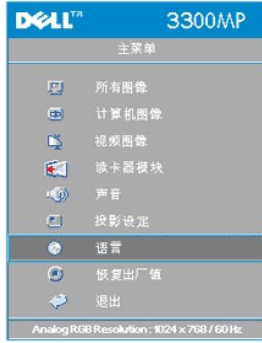 DELL™ 3300MP
主菜单
所有图像
计算机图像
视频图像
读卡器模块
声音
投影设定
语言
恢复出厂值
退出
Analog RGB Resolution : 1024 x 768 / 60 Hz